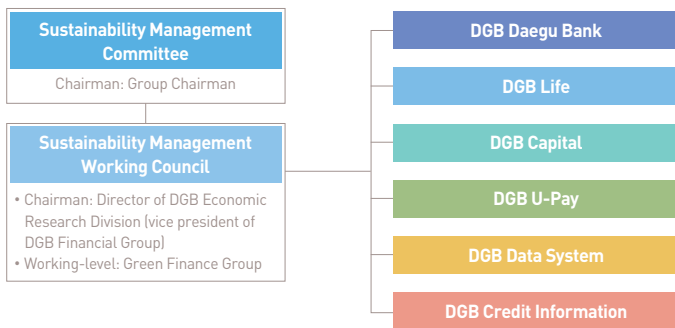 Sustainability Management
Committee
Chairman: Group Chairman
Sustainability Management
Working Council
• Chairman: Director of DGB Economic
Research Division (vice president of
DGB Financial Group)
• Working-level: Green Finance Group
DGB Daegu Bank
DGB Life
DGB Capital
DGB U-Pay
DGB Data System
DGB Credit Information